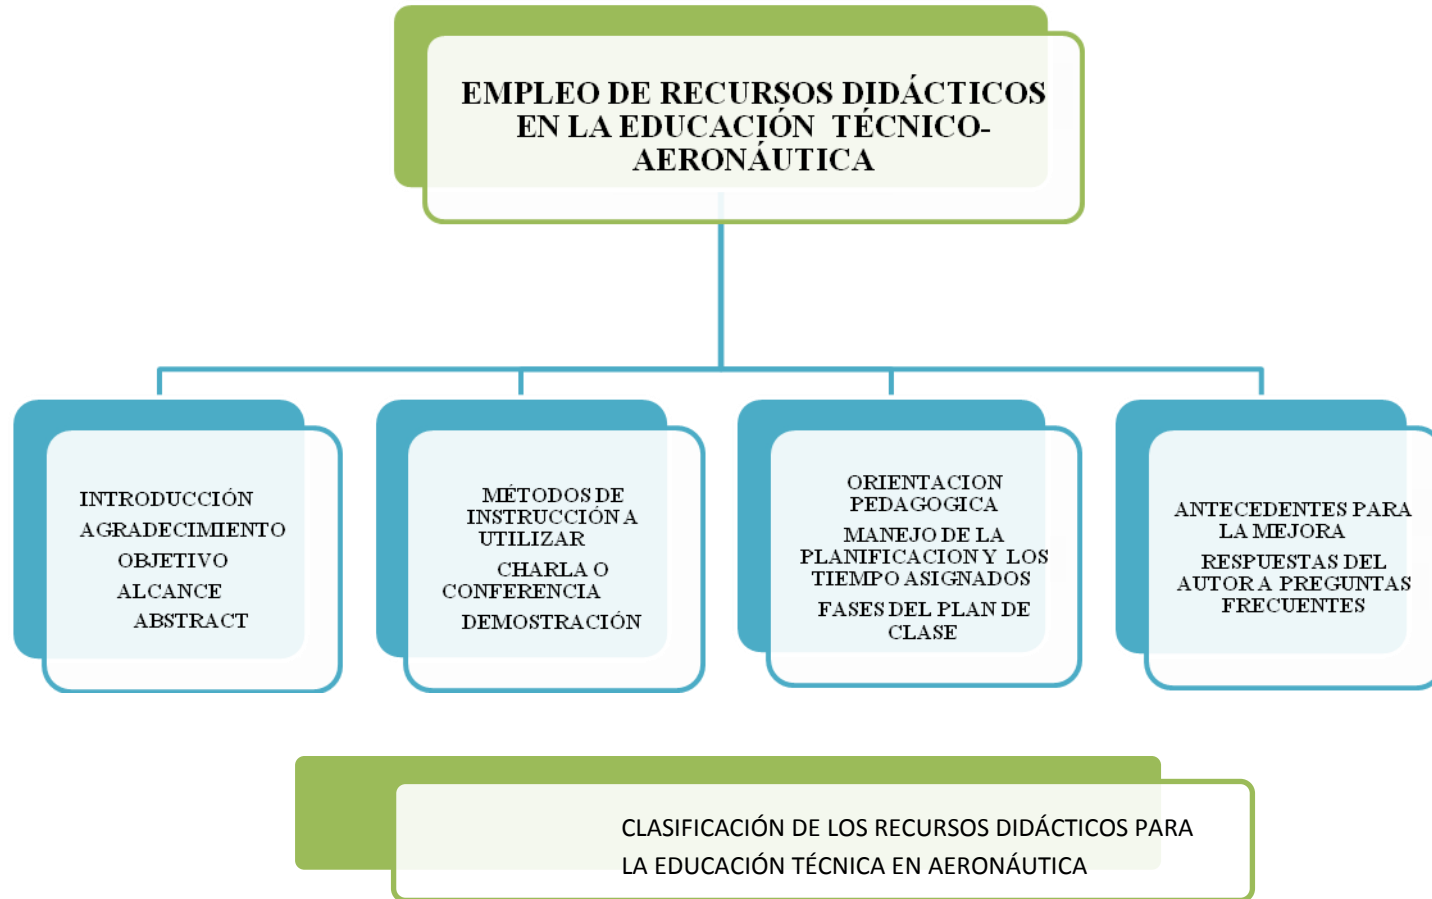 EMPLEO DE RECURSOS DIDÁCTICOS
EN LA EDUCACIÓN TÉCNICO-
AERONÁUTICA
INTRODUCCIÓN
AGRADECIMIENTO
OBJETIVO
ALCANCE
ABSTRACT
MÉTODOS DE
INSTRUCCIÓN A
UTILIZAR
CHARLA O
CONFERENCIA
DEMOSTRACIÓN
ORIENTACION
PEDAGOGICA
MANEJO DE LA
PLANIFICACION Y LOS
TIEMPO ASIGNADOS
FASES DEL PLAN DE
CLASE
ANTECEDENTES PARA
LA MEJORA
RESPUESTAS DEL
AUTOR A PREGUNTAS
FRECUENTES
CLASIFICACIÓN DE LOS RECURSOS DIDÁCTICOS PARA
LA EDUCACIÓN TÉCNICA EN AERONÁUTICA